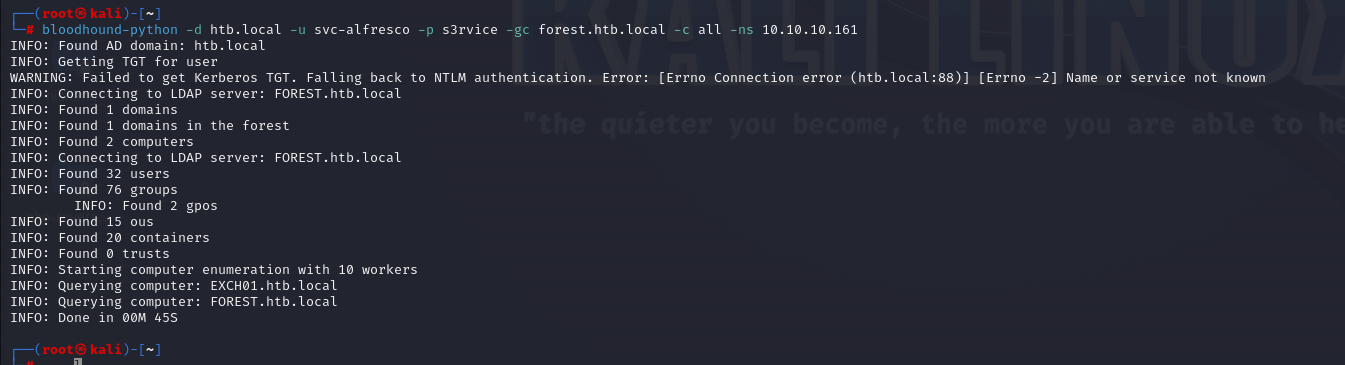 ┌──(root㉿kali)-[~]
└─# bloodhound-python -d htb.local -u svc-alfresco -p s3rvice -gc forest.htb.local -c all -ns 10.10.10.161
INFO: Found AD domain: htb.local
INFO: Getting TGT for user
WARNING: Failed to get Kerberos TGT. Falling back to NTLM authentication. Error: [Errno Connection error (htb.local:88)] [Errno -2] Name or service not known
INFO: Connecting to LDAP server: FOREST.htb.local
INFO: Found 1 domains
INFO: Found 1 domains in the forest
INFO: Found 2 computers
INFO: Connecting to LDAP server: FOREST.htb.local
"the quieter you become, the more you are able to he
INFO: Found 32 users
INFO: Found 76 groups
INFO: Found 2 gpos
INFO: Found 15 ous
INFO: Found 20 containers
INFO: Found 0 trusts
INFO: Starting computer enumeration with 10 workers
INFO: Querying computer: EXCH01.htb.local
INFO: Querying computer: FOREST.htb.local
INFO: Done in 00M 45S
┌──(root㉿kali)-[~]